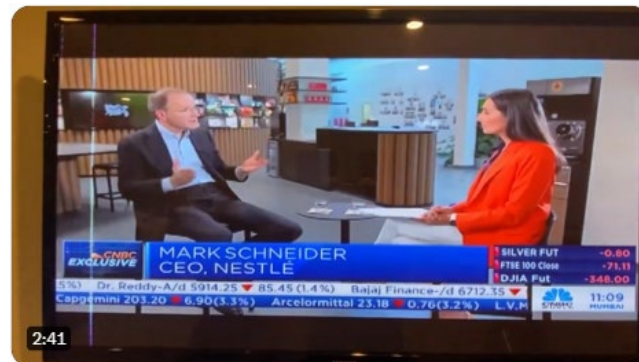 CNBC
EXCLUSIVE
MARK SCHNEIDER
CEO, NESTLÉ
SILVER FUT -0.80
FTSE 100 Close -71.11
DJIA Fut -348.00
5%) Dr. Reddy-A/d 5914.25 ▼ 85.45 (1.4%) Bajaj Finance-/d 6712.35 ▼
Capgemini 203.20 ▼ 6.90(3.3%) Arcelormittal 23.18 ▼ 0.76(3.2%) L.V.M
CNBC
11:09
MUMBAI
2:41